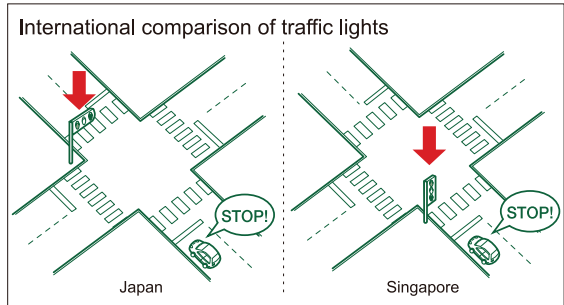 International comparison of traffic lights
STOP!
STOP!
Japan
Singapore